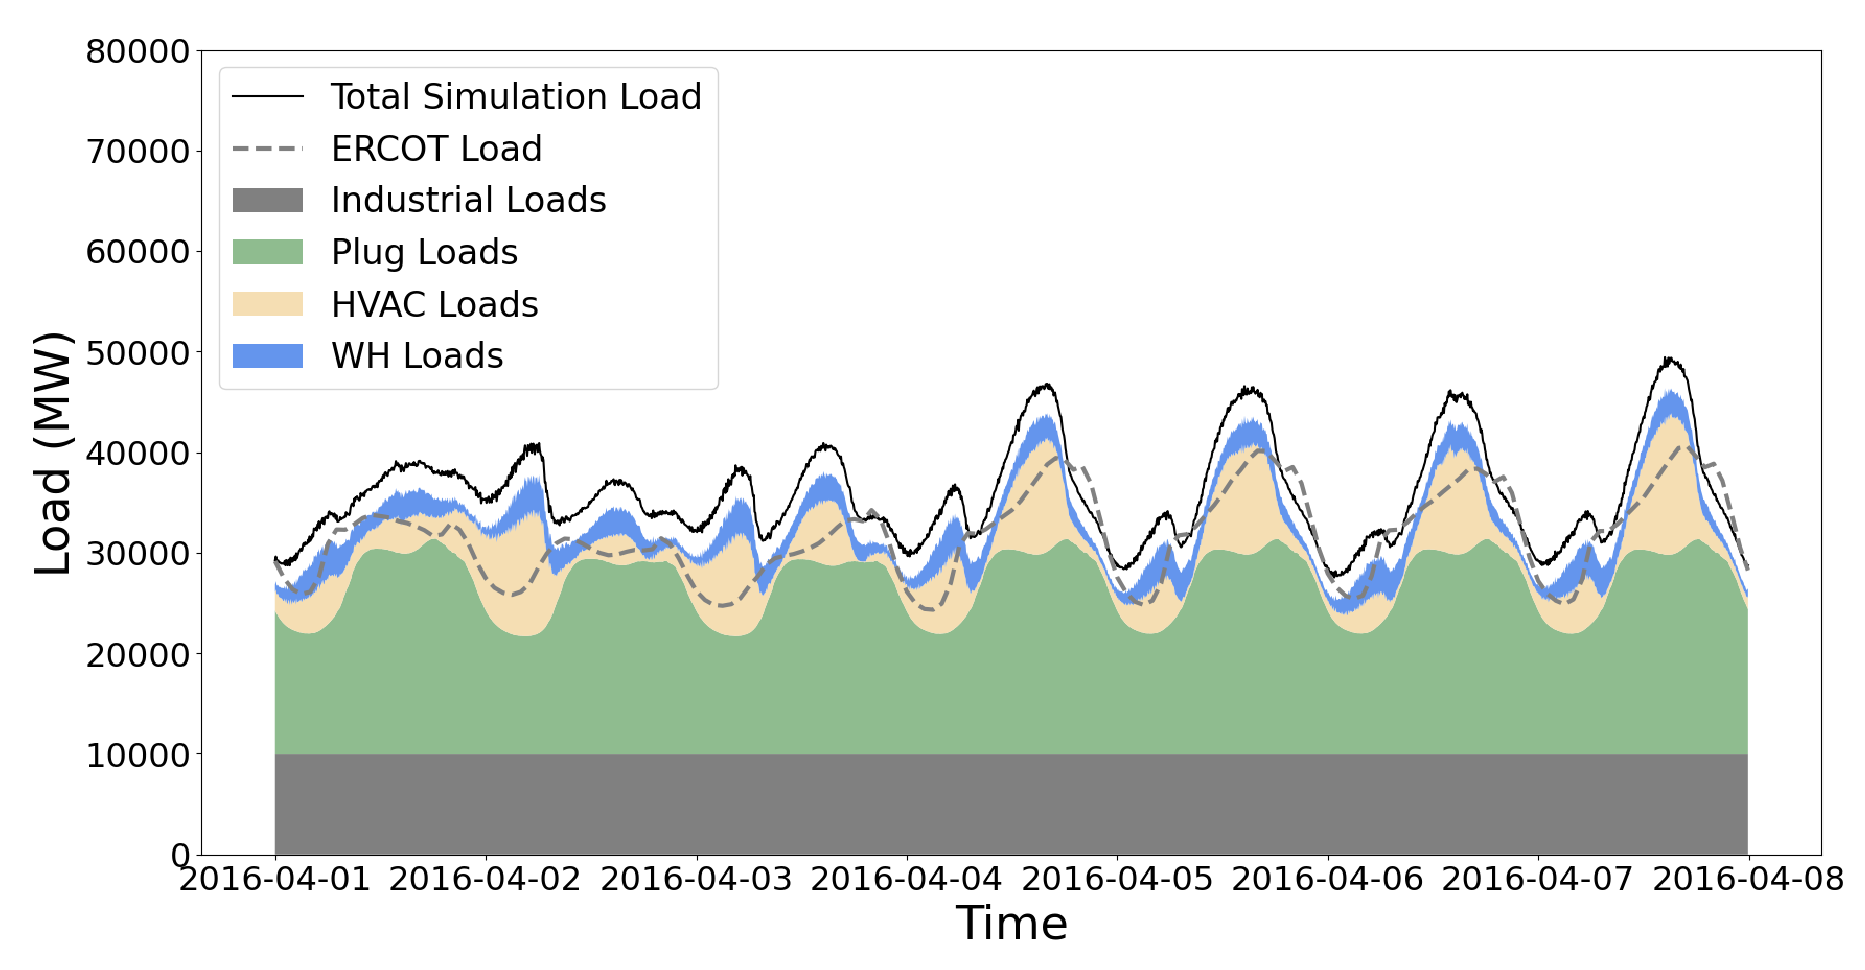 80000
70000
60000
50000
40000
30000
20000
10000
0
Load (MW)
Total Simulation Load
ERCOT Load
Industrial Loads
Plug Loads
HVAC Loads
WH Loads
2016-04-01 2016-04-02 2016-04-03 2016-04-04 2016-04-05 2016-04-06 2016-04-07 2016-04-08
Time